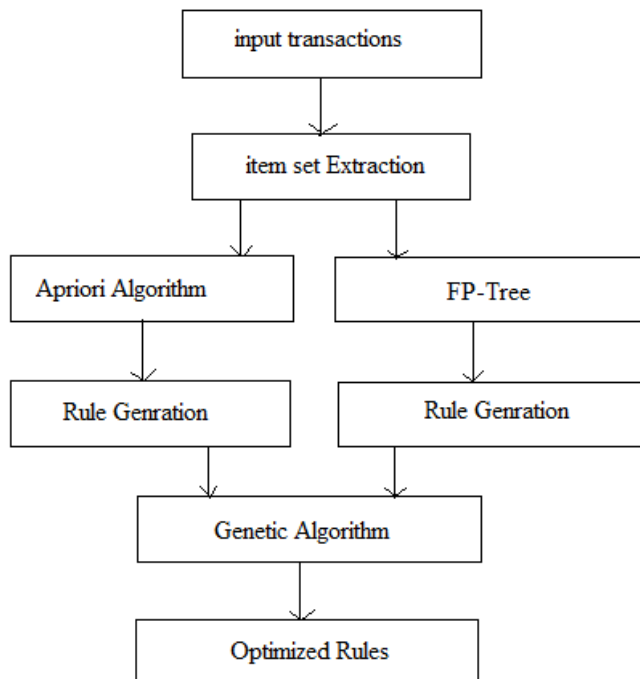 input transactions
item set Extraction
Apriori Algorithm
FP-Tree
Rule Genration
Rule Genration
Genetic Algorithm
Optimized Rules